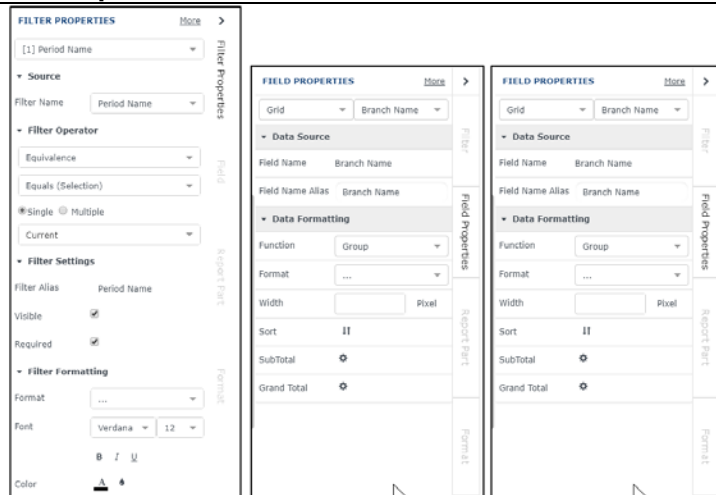 FILTER PROPERTIES More >
[1] Period Name
Source
Filter Name Period Name
Filter Operator
Equivalence
Equals (Selection)
Single Multiple
Current
Filter Settings
Filter Alias Period Name
Visible
Required
Filter Formatting
Format ...
Font Verdana 12
B I U
Color A
Filter Properties
Field
Report Part
Format
FIELD PROPERTIES More >
Grid Branch Name
Data Source
Field Name Branch Name
Field Name Alias Branch Name
Data Formatting
Function Group
Format ...
Width Pixel
Sort
SubTotal
Grand Total
Filter
Field Properties
Report Part
Format
FIELD PROPERTIES More >
Grid Branch Name
Data Source
Field Name Branch Name
Field Name Alias Branch Name
Data Formatting
Function Group
Format ...
Width Pixel
Sort
SubTotal
Grand Total
Filter
Field Properties
Report Part
Format